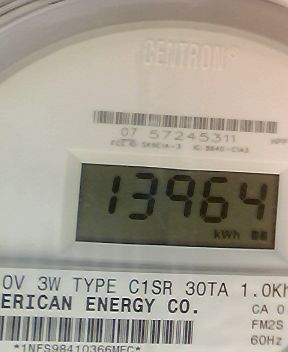 CENTRON®
07 57245311
13964
kWh
0V 3W TYPE C1SR 30TA 1.0Kh
ERICAN ENERGY CO.
CA 0
FM2S
60Hz
*1NFS98410366MFC*